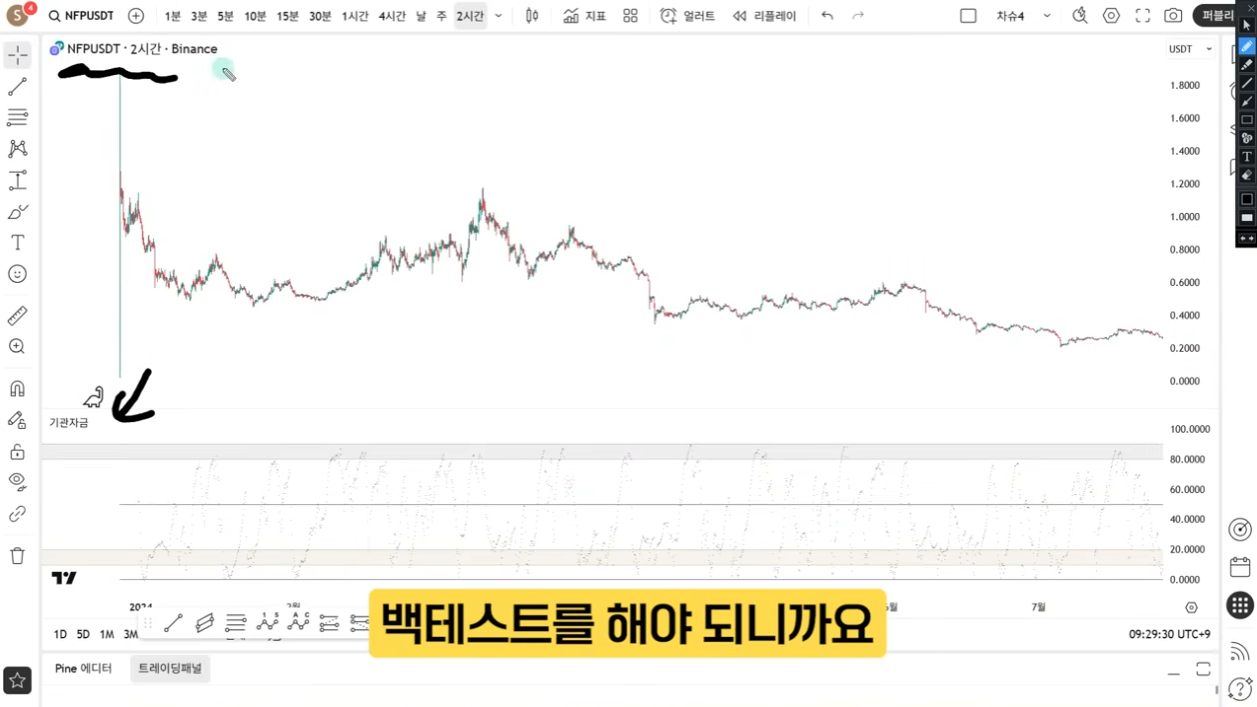 S 4 NFPUSDT 1분 3분 5분 10분 15분 30분 1시간 4시간 날 주 2시간 지표 얼러트 리플레이 차슈4 퍼블리
NFPUSDT · 2시간 · Binance
USDT
1.8000
1.6000
1.4000
1.2000
1.0000
0.8000
0.6000
0.4000
0.2000
0.0000
기관자금
100.0000
80.0000
60.0000
40.0000
20.0000
0.0000
2024 7월
백테스트를 해야 되니까요
1D 5D 1M 3M
09:29:30 UTC+9
Pine 에디터 트레이딩패널